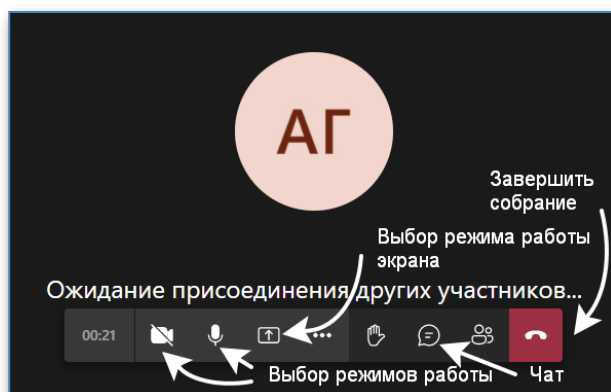 АГ
Завершить
собрание
Выбор режима работы
экрана
Ожидание присоединения других участников...
00:21
Выбор режимов работы
Чат